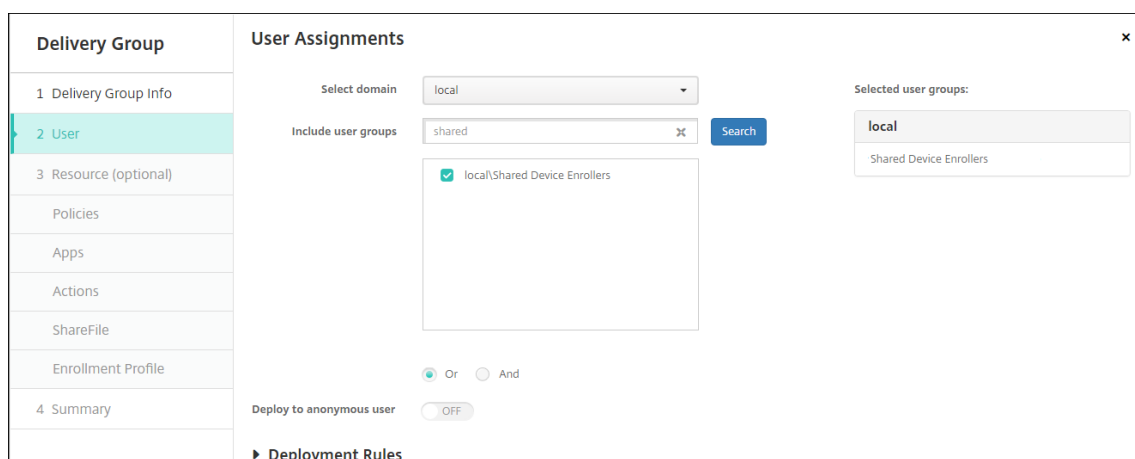 Delivery Group
1 Delivery Group Info
2 User
3 Resource (optional)
Policies
Apps
Actions
ShareFile
Enrollment Profile
4 Summary
User Assignments
×
Select domain
local
Include user groups
shared
Search
local\Shared Device Enrollers
Or
And
Deploy to anonymous user
OFF
Deployment Rules
Selected user groups:
local
Shared Device Enrollers